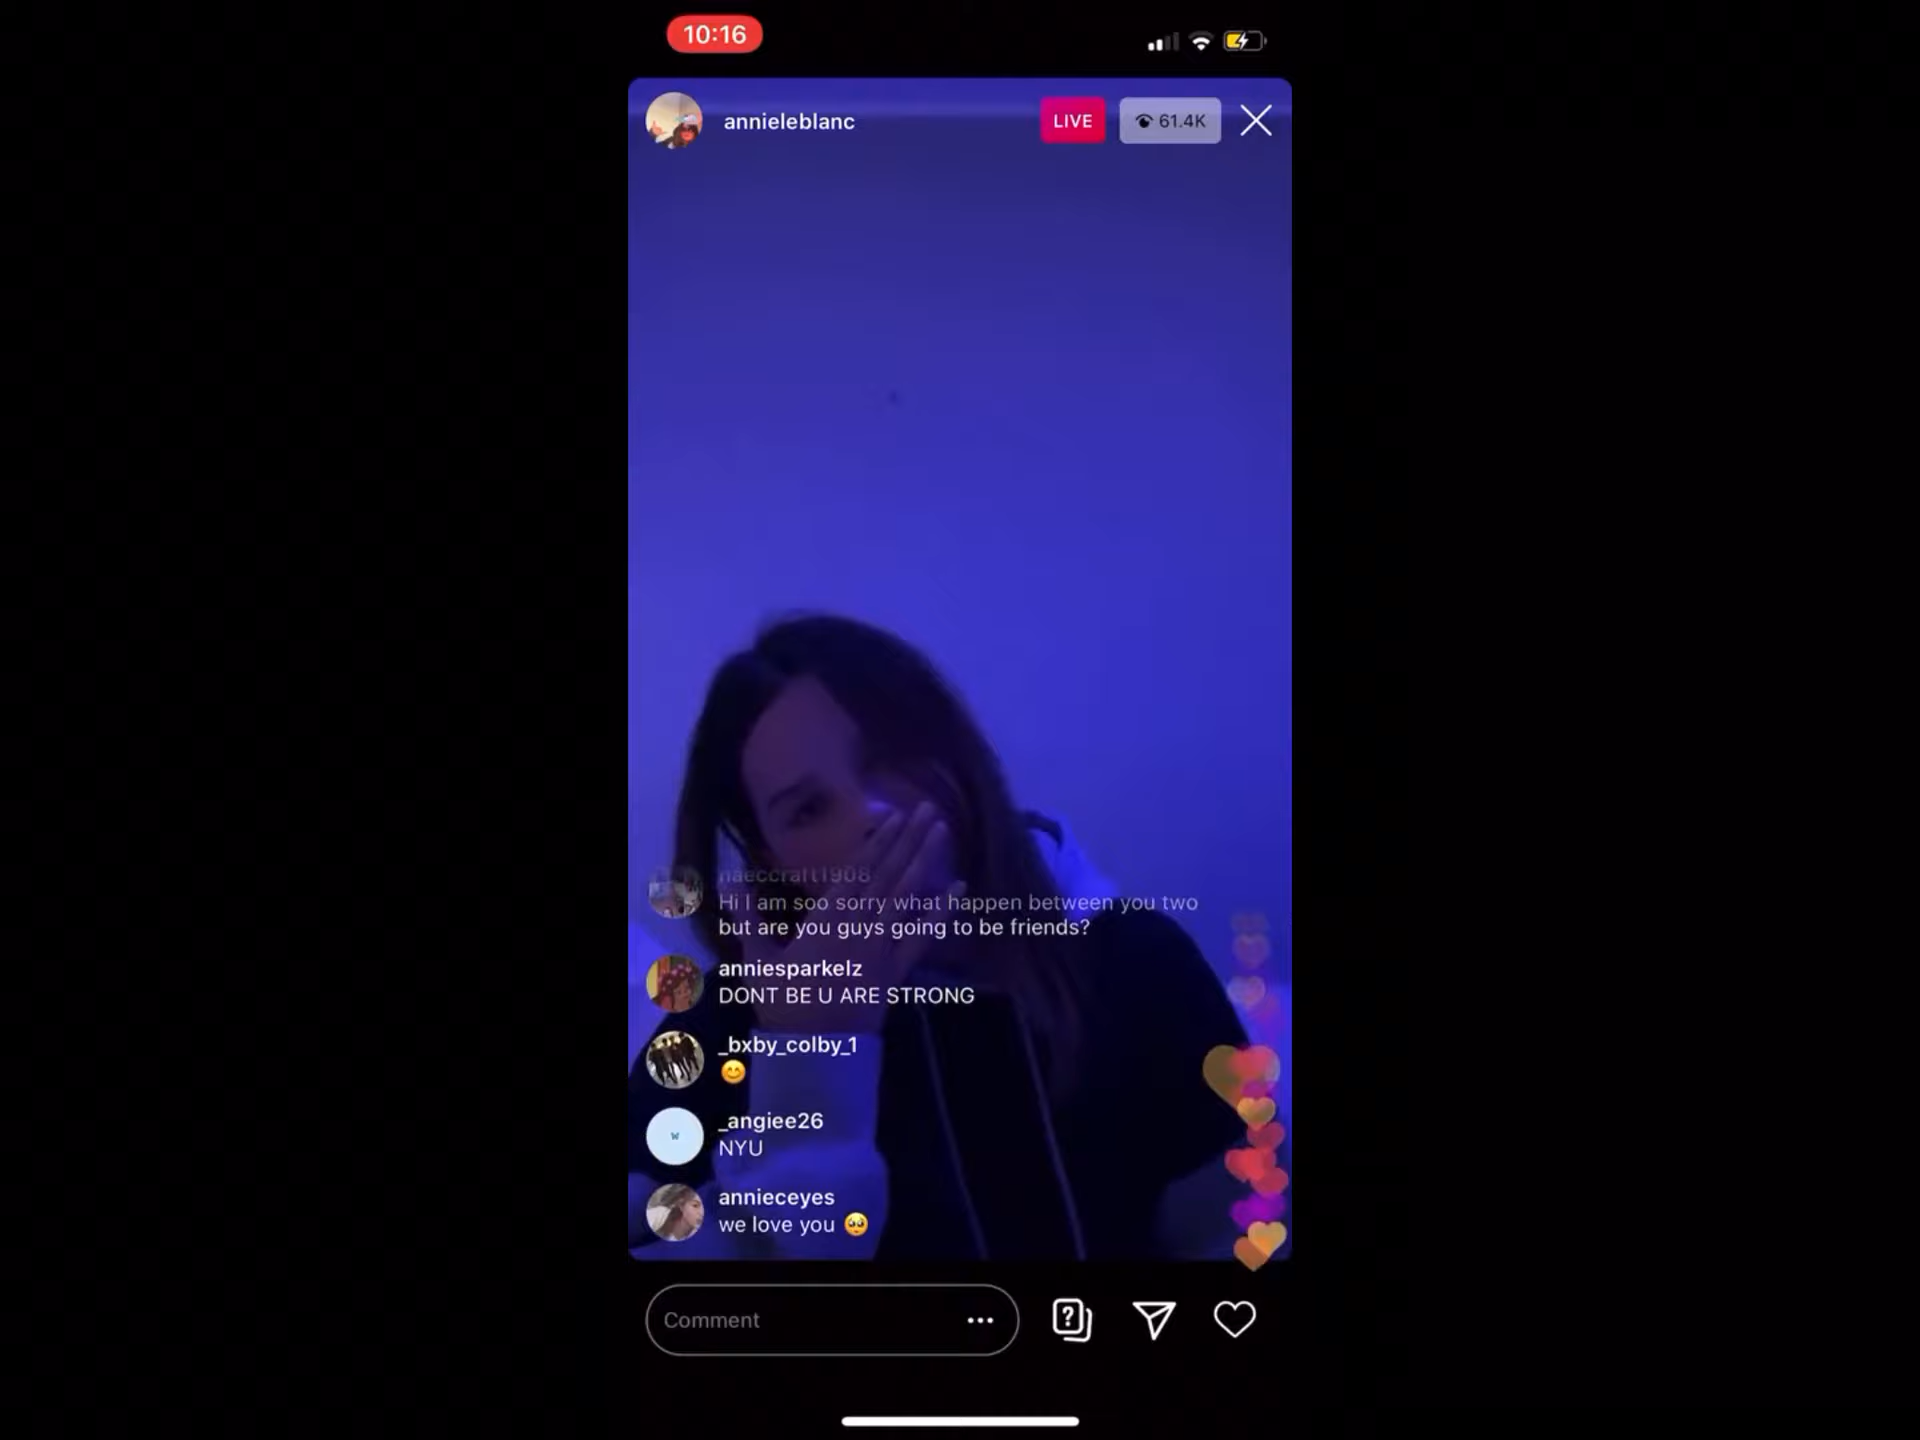 10:16
annieleblanc
LIVE
61.4K
naeccraft1908
Hi I am soo sorry what happen between you two
but are you guys going to be friends?
anniesparkelz
DONT BE U ARE STRONG
_bxby_colby_1
😊
_angiee26
NYU
annieceyes
we love you 🥺
Comment